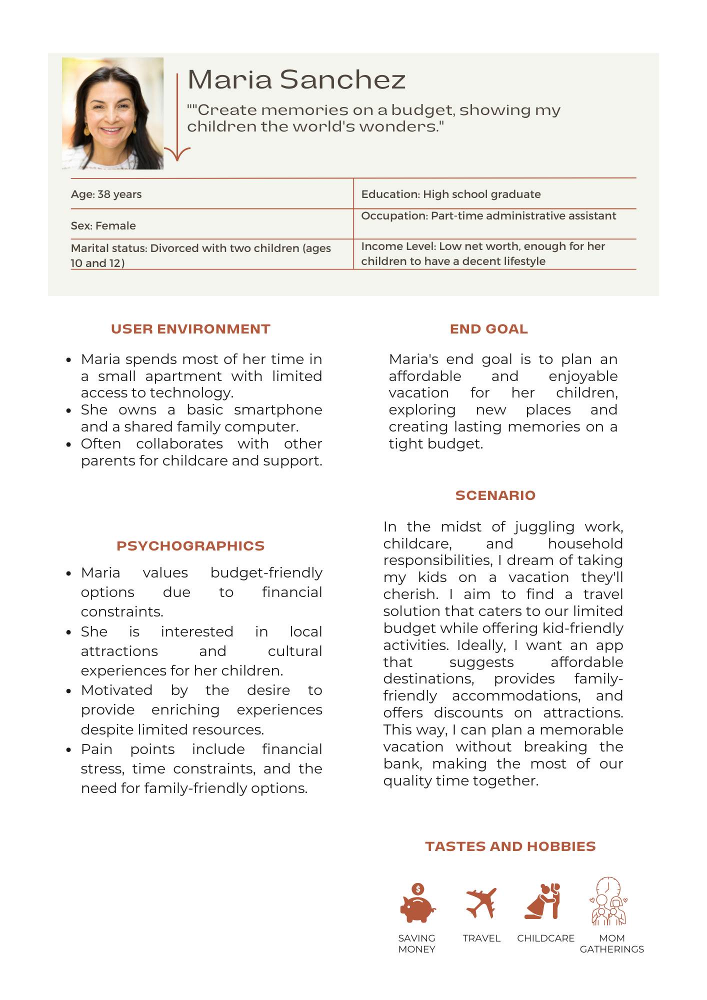 Maria Sanchez
""Create memories on a budget, showing my
children the world's wonders."
Age: 38 years
Education: High school graduate
Sex: Female
Occupation: Part-time administrative assistant
Marital status: Divorced with two children (ages
10 and 12)
Income Level: Low net worth, enough for her
children to have a decent lifestyle
USER ENVIRONMENT
• Maria spends most of her time in
a small apartment with limited
access to technology.
• She owns a basic smartphone
and a shared family computer.
• Often collaborates with other
parents for childcare and support.
PSYCHOGRAPHICS
• Maria values budget-friendly
options due to financial
constraints.
• She is interested in local
attractions and cultural
experiences for her children.
• Motivated by the desire to
provide enriching experiences
despite limited resources.
• Pain points include financial
stress, time constraints, and the
need for family-friendly options.
END GOAL
Maria's end goal is to plan an
affordable and enjoyable
vacation for her children,
exploring new places and
creating lasting memories on a
tight budget.
SCENARIO
In the midst of juggling work,
childcare, and household
responsibilities, I dream of taking
my kids on a vacation they'll
cherish. I aim to find a travel
solution that caters to our limited
budget while offering kid-friendly
activities. Ideally, I want an app
that suggests affordable
destinations, provides family-
friendly accommodations, and
offers discounts on attractions.
This way, I can plan a memorable
vacation without breaking the
bank, making the most of our
quality time together.
TASTES AND HOBBIES
$
SAVING
MONEY
TRAVEL
CHILDCARE
MOM
GATHERINGS